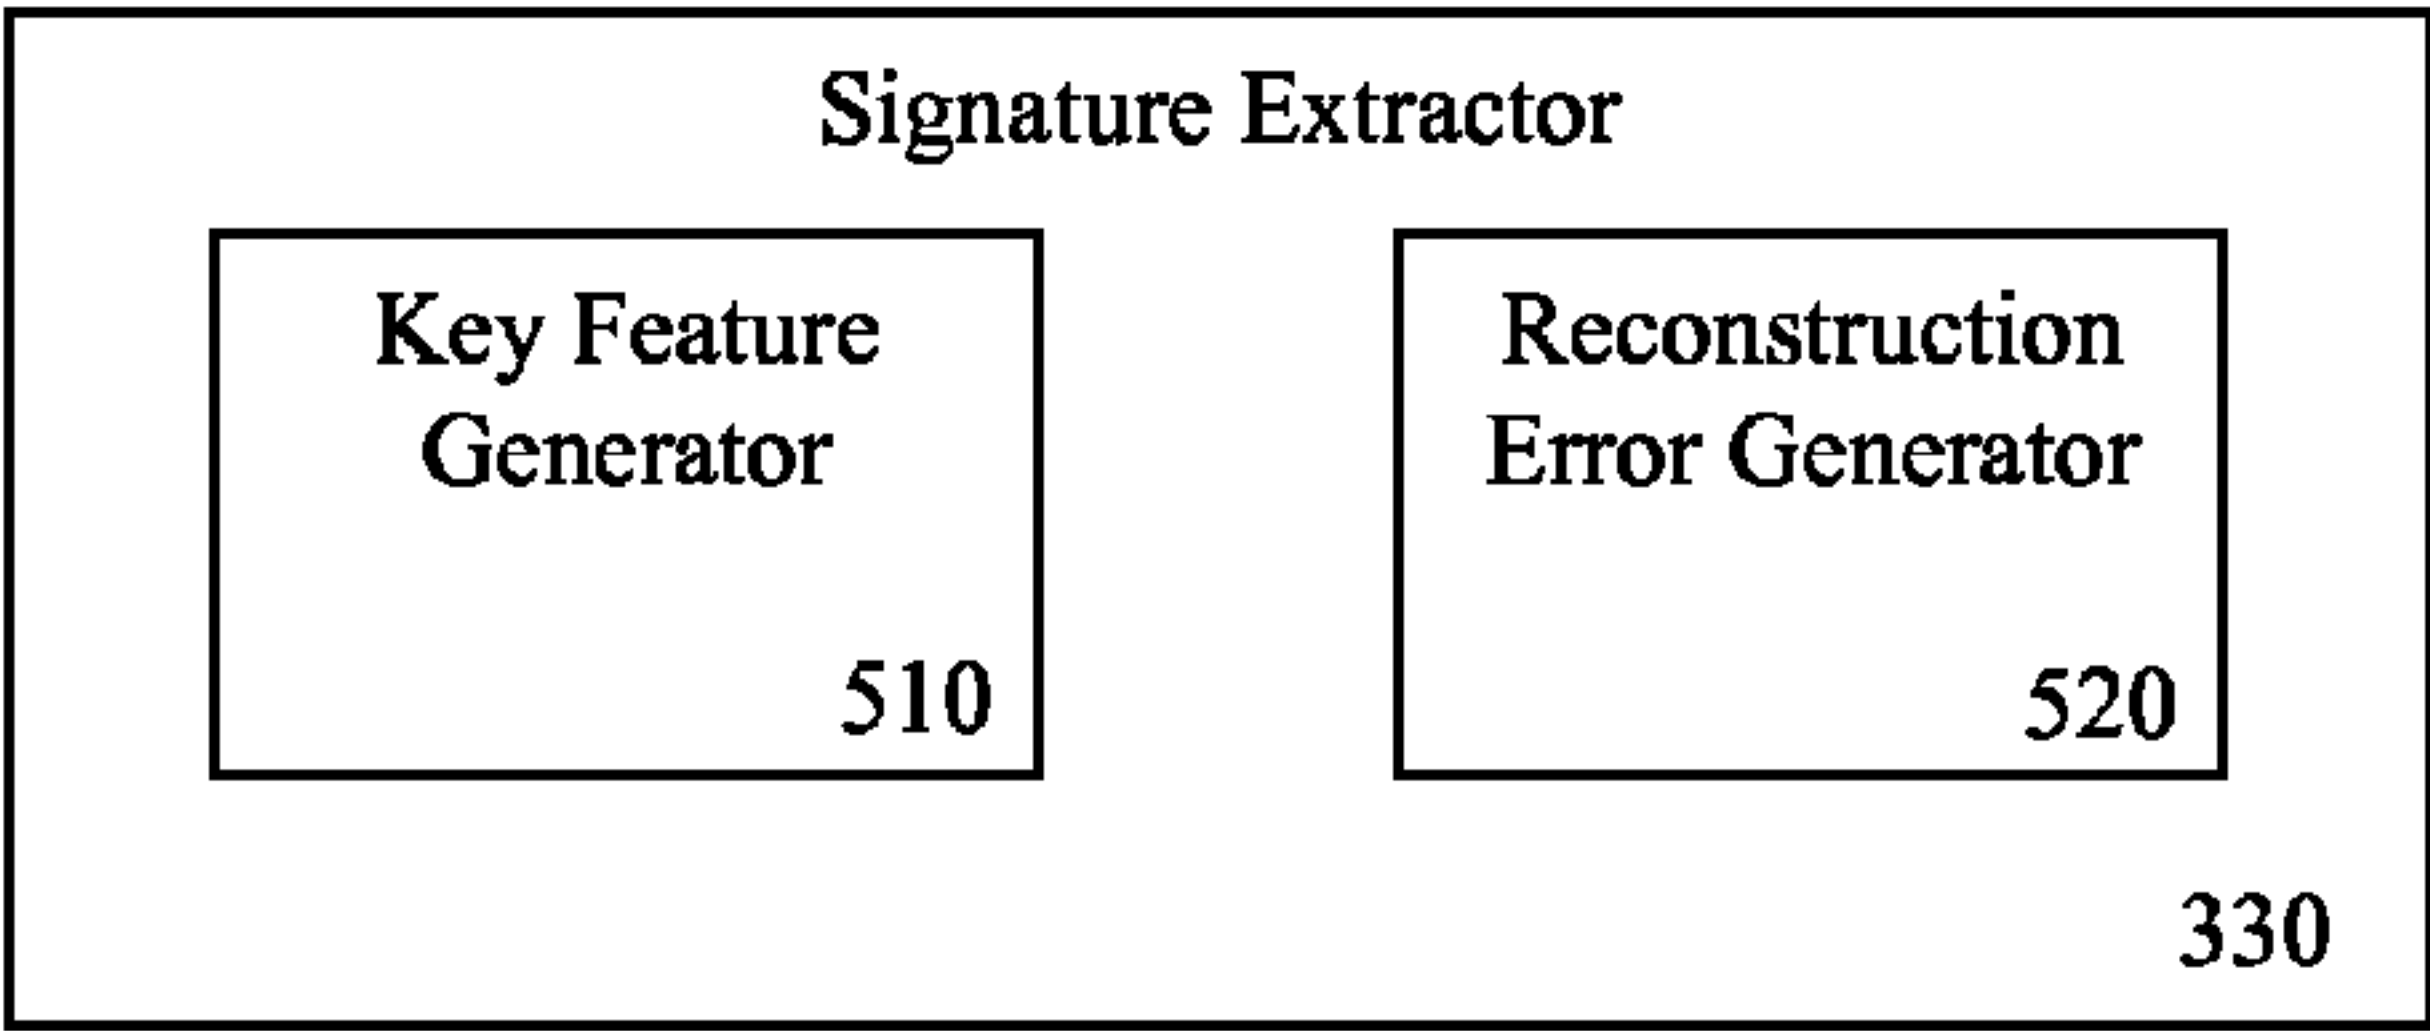 Signature Extractor
Key Feature
Generator
510
Reconstruction
Error Generator
520
330